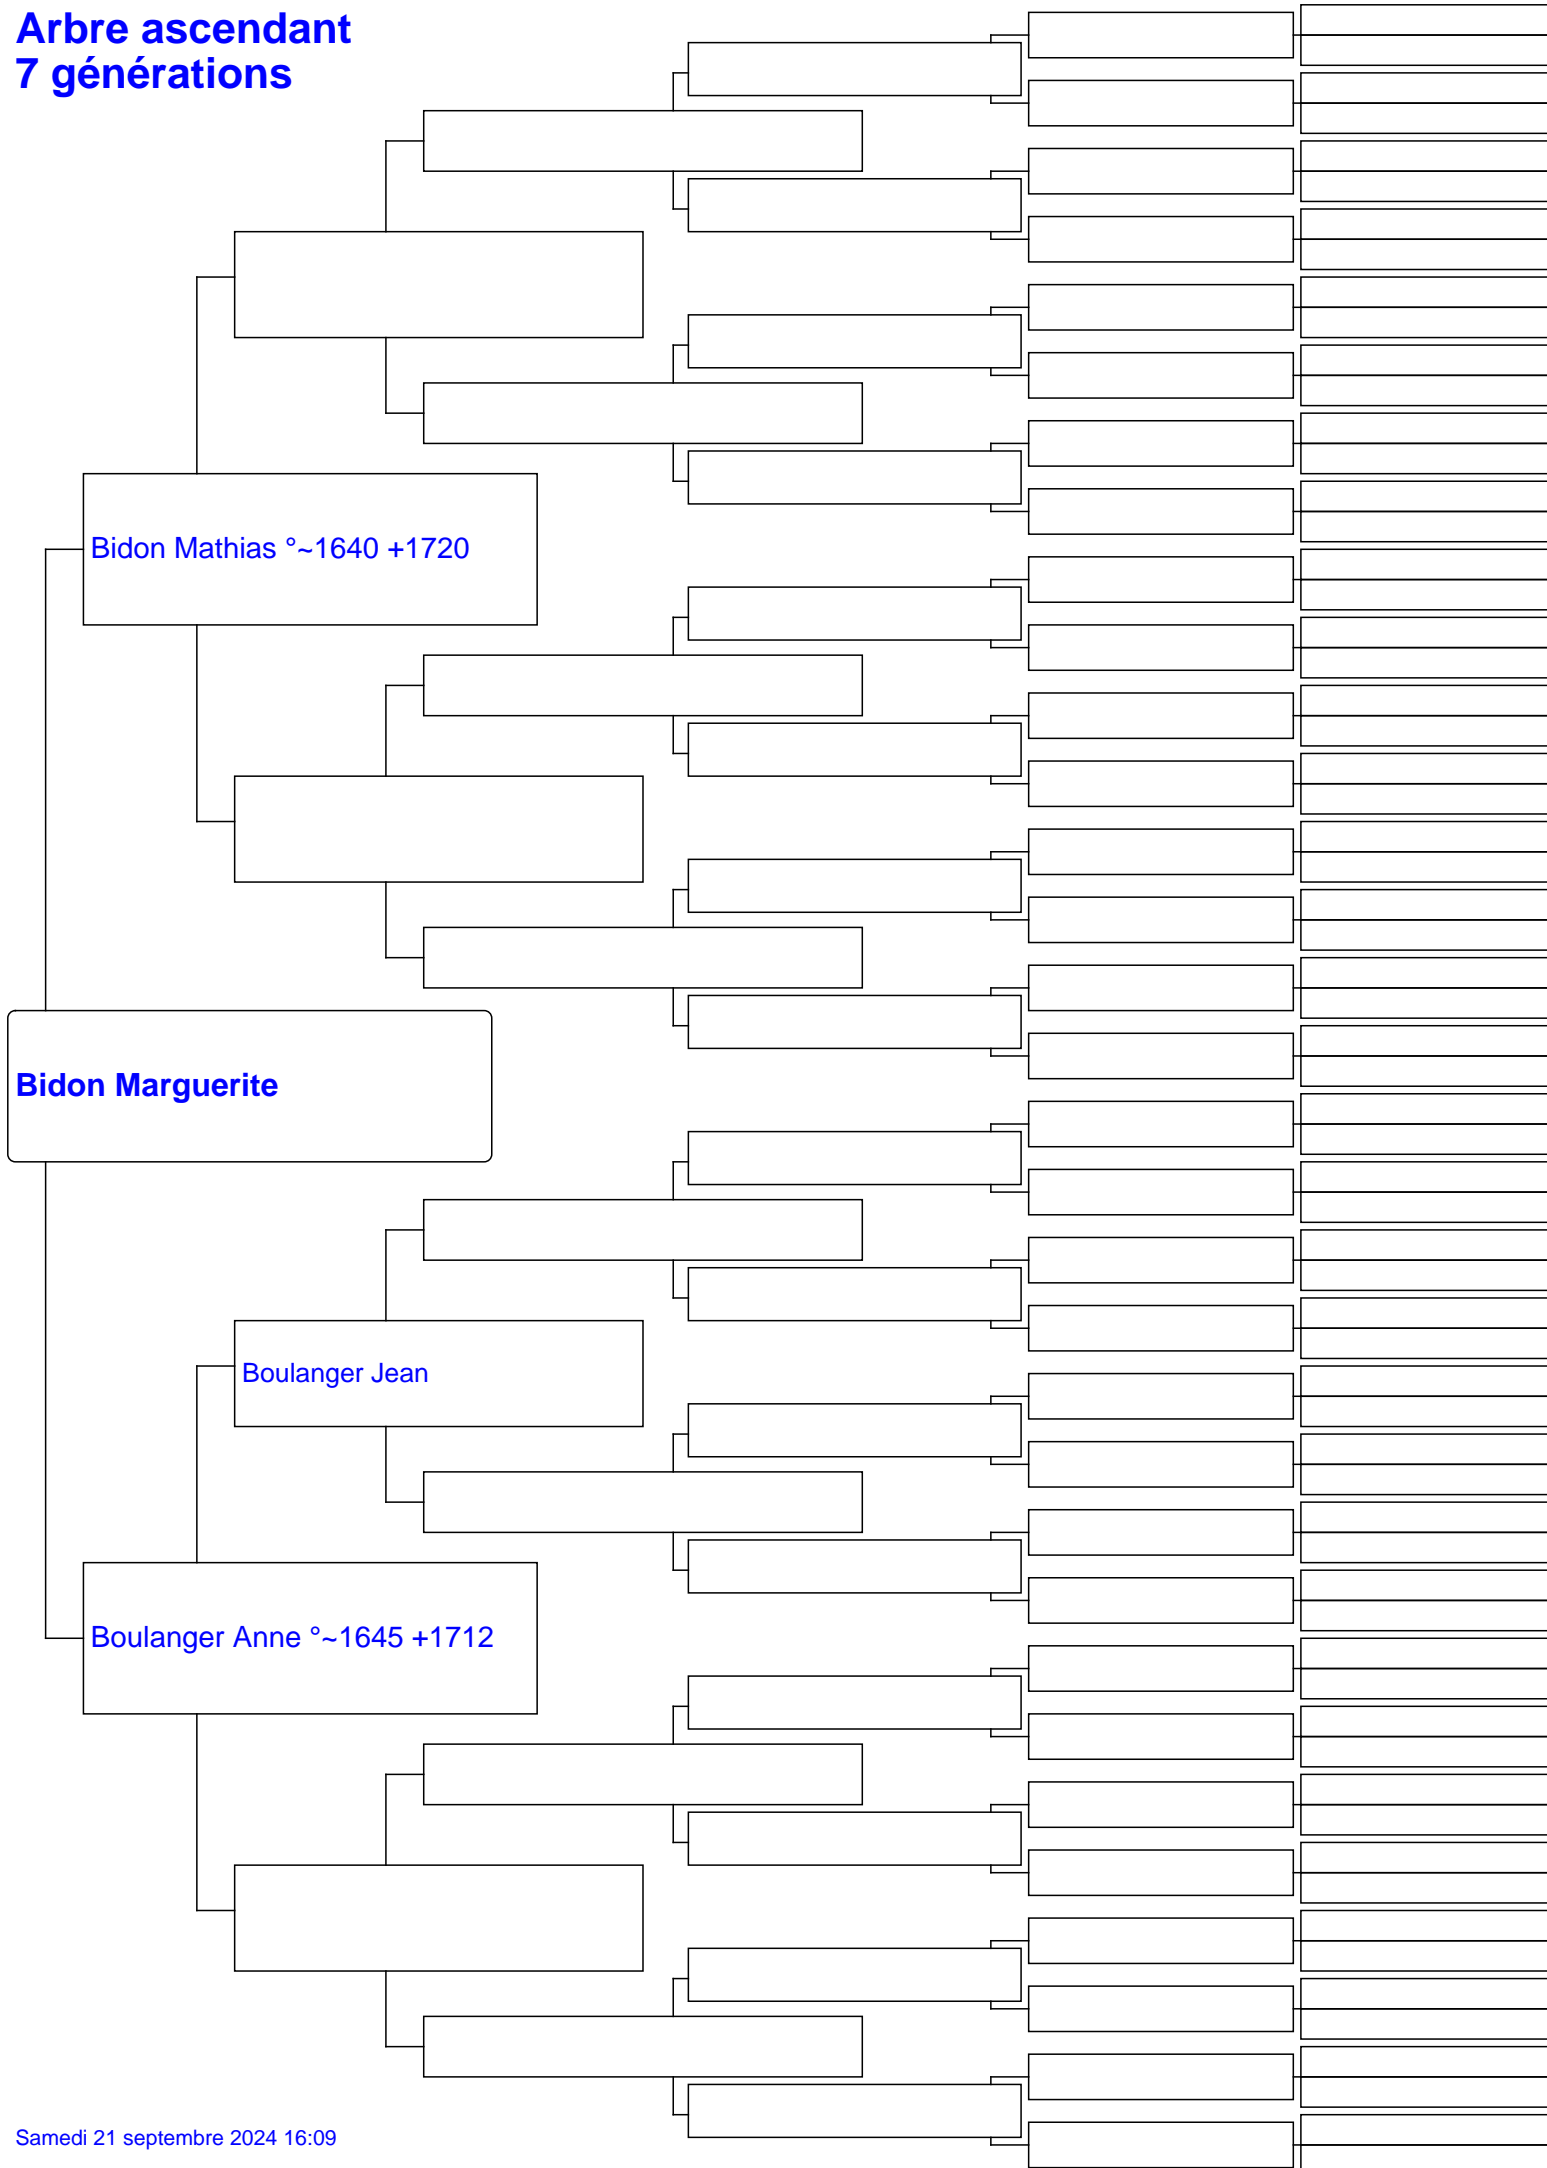 Arbre ascendant
7 générations
Bidon Mathias °~1640 +1720
Bidon Marguerite
Boulanger Jean
Boulanger Anne °~1645 +1712
Samedi 21 septembre 2024 16:09